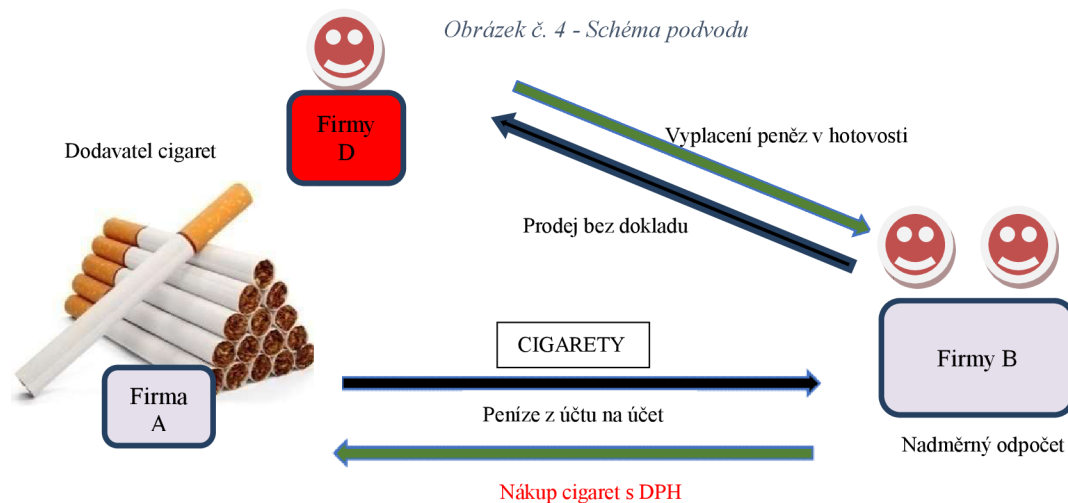 Obrázek č. 4 - Schéma podvodu
Firmy
D
Dodavatel cigaret
Vyplacení peněz v hotovosti
Prodej bez dokladu
CIGARETY
Firmy B
Firma
A
Peníze z účtu na účet
Nadměrný odpočet
Nákup cigaret s DPH